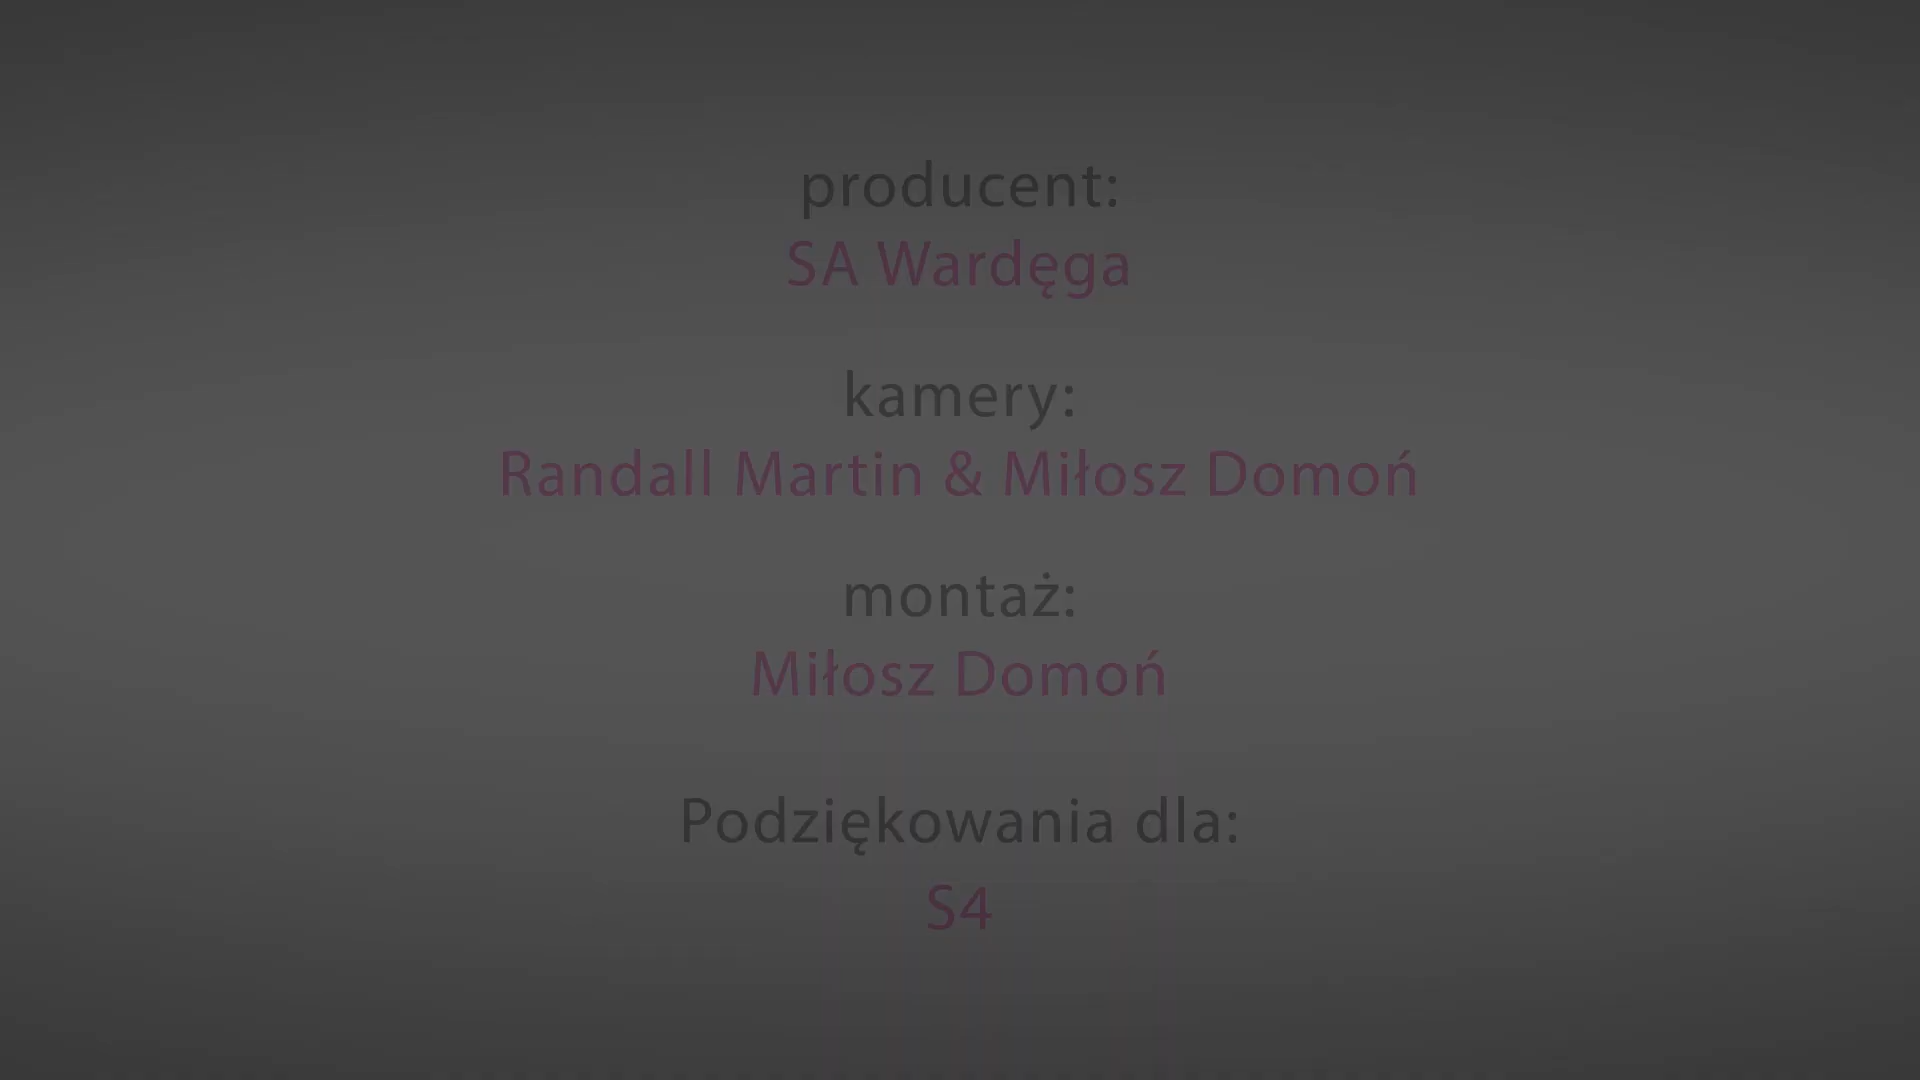 producent:
SA Wardęga
kamery:
Randall Martin & Miłosz Domoń
montaż:
Miłosz Domoń
Podziękowania dla:
S4